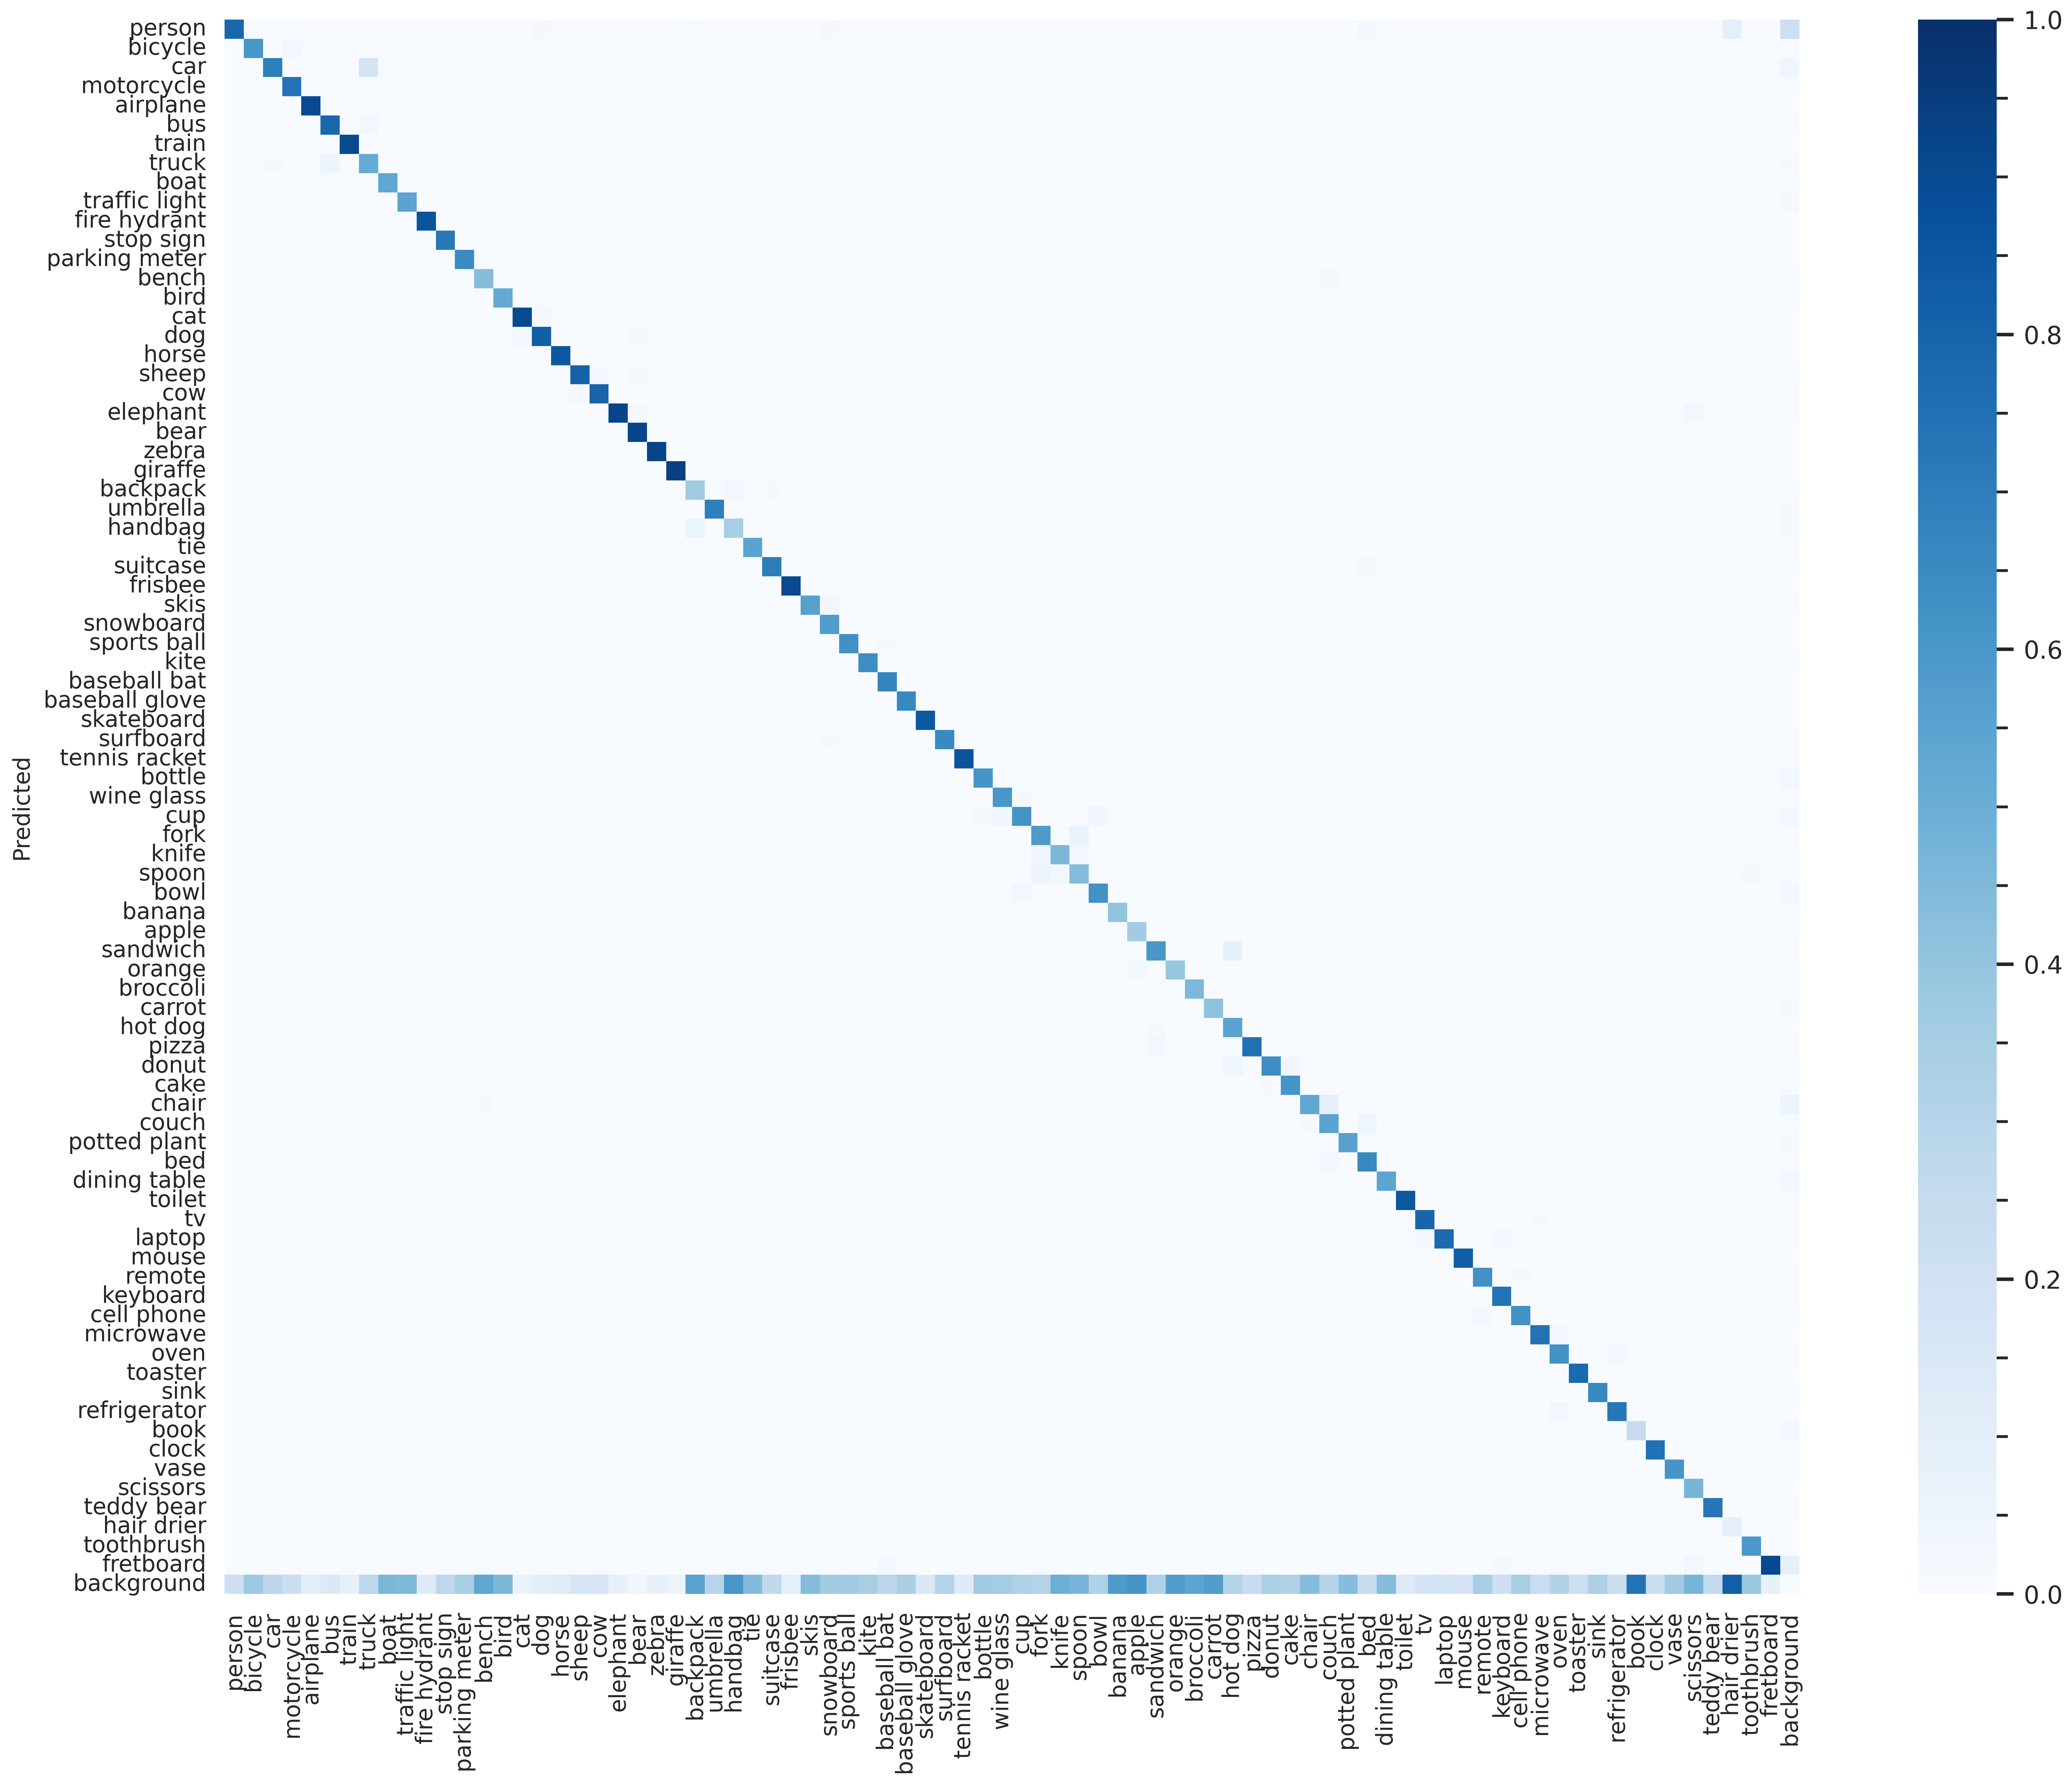 person
bicycle
car
motorcycle
airplane
bus
train
truck
boat
traffic light
fire hydrant
stop sign
parking meter
bench
bird
cat
dog
horse
sheep
cow
elephant
bear
zebra
giraffe
backpack
umbrella
handbag
tie
suitcase
frisbee
skis
snowboard
sports ball
kite
baseball bat
baseball glove
skateboard
surfboard
tennis racket
bottle
wine glass
cup
fork
knife
spoon
bowl
banana
apple
sandwich
orange
broccoli
carrot
hot dog
pizza
donut
cake
chair
couch
potted plant
bed
dining table
toilet
tv
laptop
mouse
remote
keyboard
cell phone
microwave
oven
toaster
sink
refrigerator
book
clock
vase
scissors
teddy bear
hair drier
toothbrush
fretboard
background
Predicted
person
bicycle
car
motorcycle
airplane
bus
train
truck
boat
traffic light
fire hydrant
stop sign
parking meter
bench
bird
cat
dog
horse
sheep
cow
elephant
bear
zebra
giraffe
backpack
umbrella
handbag
tie
suitcase
frisbee
skis
snowboard
sports ball
kite
baseball bat
baseball glove
skateboard
surfboard
tennis racket
bottle
wine glass
cup
fork
knife
spoon
bowl
banana
apple
sandwich
orange
broccoli
carrot
hot dog
pizza
donut
cake
chair
couch
potted plant
bed
dining table
toilet
tv
laptop
mouse
remote
keyboard
cell phone
microwave
oven
toaster
sink
refrigerator
book
clock
vase
scissors
teddy bear
hair drier
toothbrush
fretboard
background
1.0
0.8
0.6
0.4
0.2
0.0